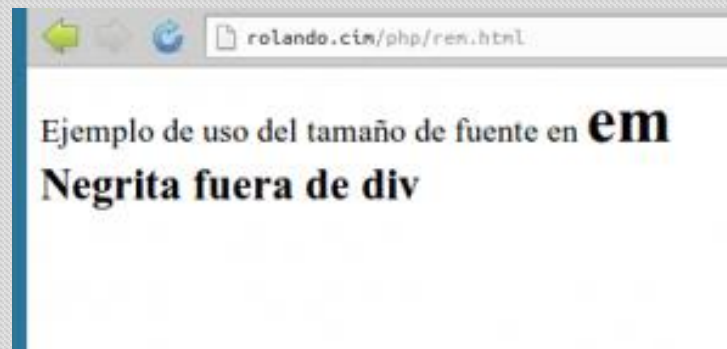 rolando.cim/php/rem.html
Ejemplo de uso del tamaño de fuente en em
Negrita fuera de div